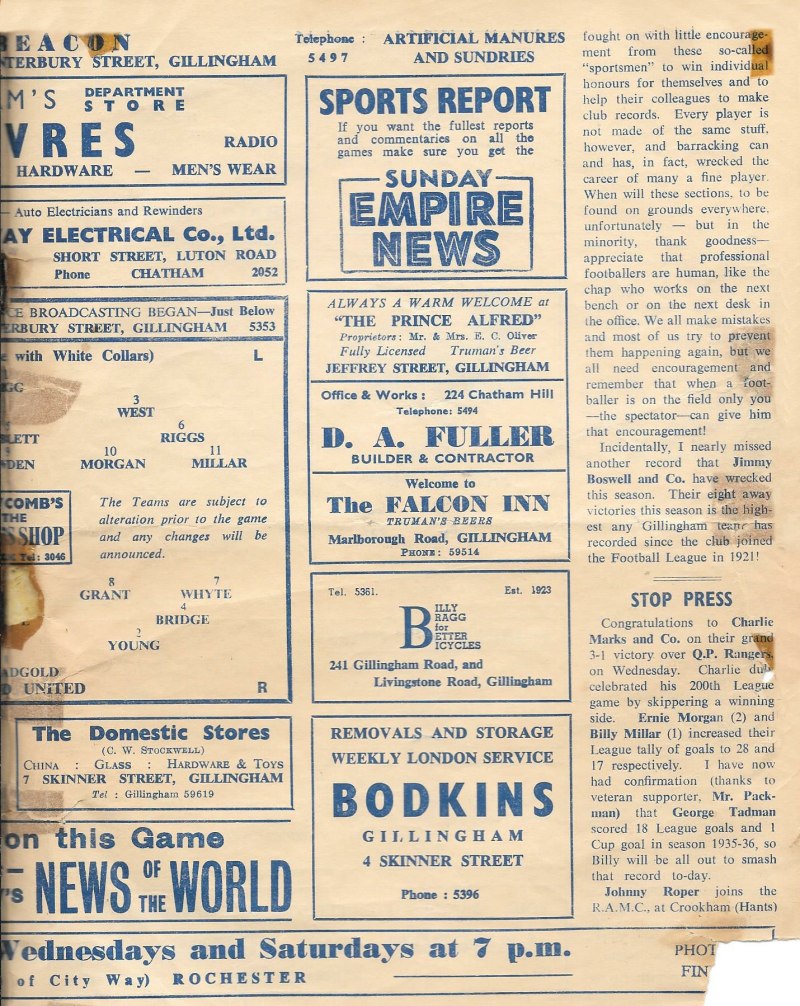 BEACON
TERBURY STREET, GILLINGHAM
M'S DEPARTMENT
STORE
VRES RADIO
HARDWARE — MEN'S WEAR
— Auto Electricians and Rewinders
AY ELECTRICAL Co., Ltd.
SHORT STREET, LUTON ROAD
Phone CHATHAM 2052
CE BROADCASTING BEGAN—Just Below
ERBURY STREET, GILLINGHAM 5353
e with White Collars) L
GG
3
WEST
6
LETT RIGGS
10 11
DEN MORGAN MILLAR
COMB'S
THE
SHOP
Tel: 3046
The Teams are subject to
alteration prior to the game
and any changes will be
announced.
8 7
GRANT WHYTE
4
BRIDGE
2
YOUNG
ADGOLD
D UNITED R
The Domestic Stores
(C. W. STOCKWELL)
CHINA : GLASS : HARDWARE & TOYS
7 SKINNER STREET, GILLINGHAM
Tel : Gillingham 59619
on this Game
's NEWS OF THE WORLD
Telephone : ARTIFICIAL MANURES
5497 AND SUNDRIES
SPORTS REPORT
If you want the fullest reports
and commentaries on all the
games make sure you get the
SUNDAY
EMPIRE
NEWS
ALWAYS A WARM WELCOME at
"THE PRINCE ALFRED"
Proprietors: Mr. & Mrs. E. C. Oliver
Fully Licensed Truman's Beer
JEFFREY STREET, GILLINGHAM
Office & Works : 224 Chatham Hill
Telephone: 5494
D. A. FULLER
BUILDER & CONTRACTOR
Welcome to
The FALCON INN
TRUMAN'S BEERS
Marlborough Road, GILLINGHAM
PHONE: 59514
Tel. 5361. Est. 1923
BILLY
RAGG
for
BETTER
BICYCLES
241 Gillingham Road, and
Livingstone Road, Gillingham
REMOVALS AND STORAGE
WEEKLY LONDON SERVICE
BODKINS
GILLINGHAM
4 SKINNER STREET
Phone : 5396
fought on with little encourage-
ment from these so-called
"sportsmen" to win individual
honours for themselves and to
help their colleagues to make
club records. Every player is
not made of the same stuff,
however, and barracking can
and has, in fact, wrecked the
career of many a fine player.
When will these sections, to be
found on grounds everywhere,
unfortunately — but in the
minority, thank goodness—
appreciate that professional
footballers are human, like the
chap who works on the next
bench or on the next desk in
the office. We all make mistakes
and most of us try to prevent
them happening again, but we
all need encouragement and
remember that when a foot-
baller is on the field only you
—the spectator—can give him
that encouragement!
Incidentally, I nearly missed
another record that Jimmy
Boswell and Co. have wrecked
this season. Their eight away
victories this season is the high-
est any Gillingham team has
recorded since the club joined
the Football League in 1921!
STOP PRESS
Congratulations to Charlie
Marks and Co. on their grand
3-1 victory over Q.P. Rangers,
on Wednesday. Charlie duly
celebrated his 200th League
game by skippering a winning
side. Ernie Morgan (2) and
Billy Millar (1) increased their
League tally of goals to 28 and
17 respectively. I have now
had confirmation (thanks to
veteran supporter, Mr. Pack-
man) that George Tadman
scored 18 League goals and 1
Cup goal in season 1935-36, so
Billy will be all out to smash
that record to-day.
Johnny Roper joins the
R.A.M.C., at Crookham (Hants)
Wednesdays and Saturdays at 7 p.m. PHOT
of City Way) ROCHESTER FIN